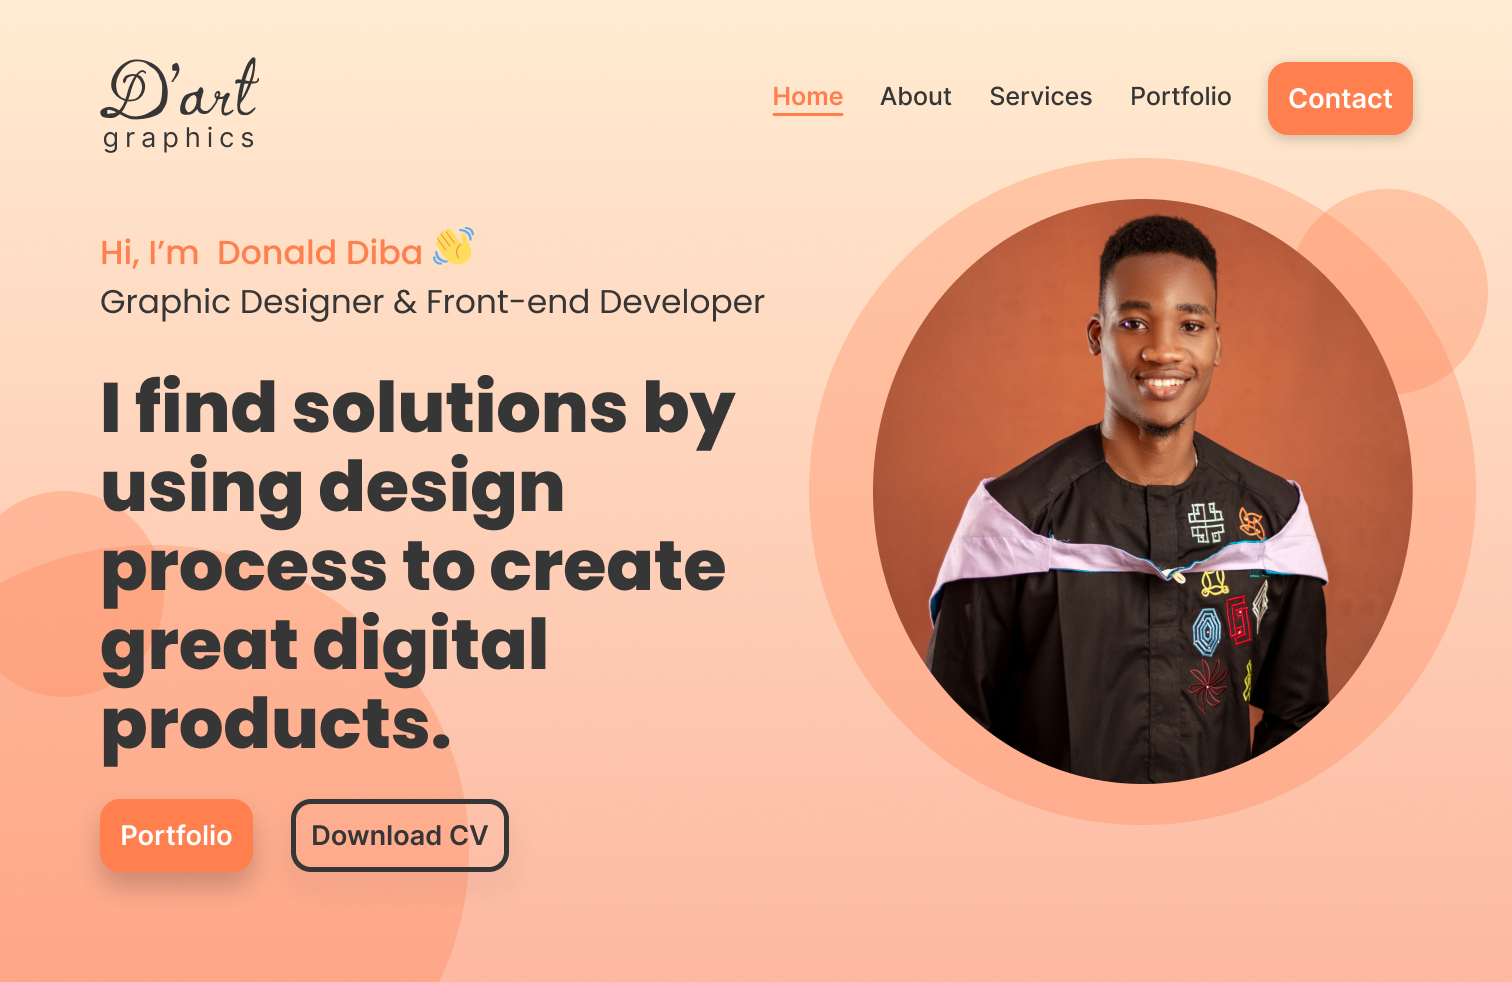 D’art
graphics
Home About Services Portfolio Contact
Hi, I’m Donald Diba 👋
Graphic Designer & Front-end Developer
I find solutions by
using design
process to create
great digital
products.
Portfolio Download CV